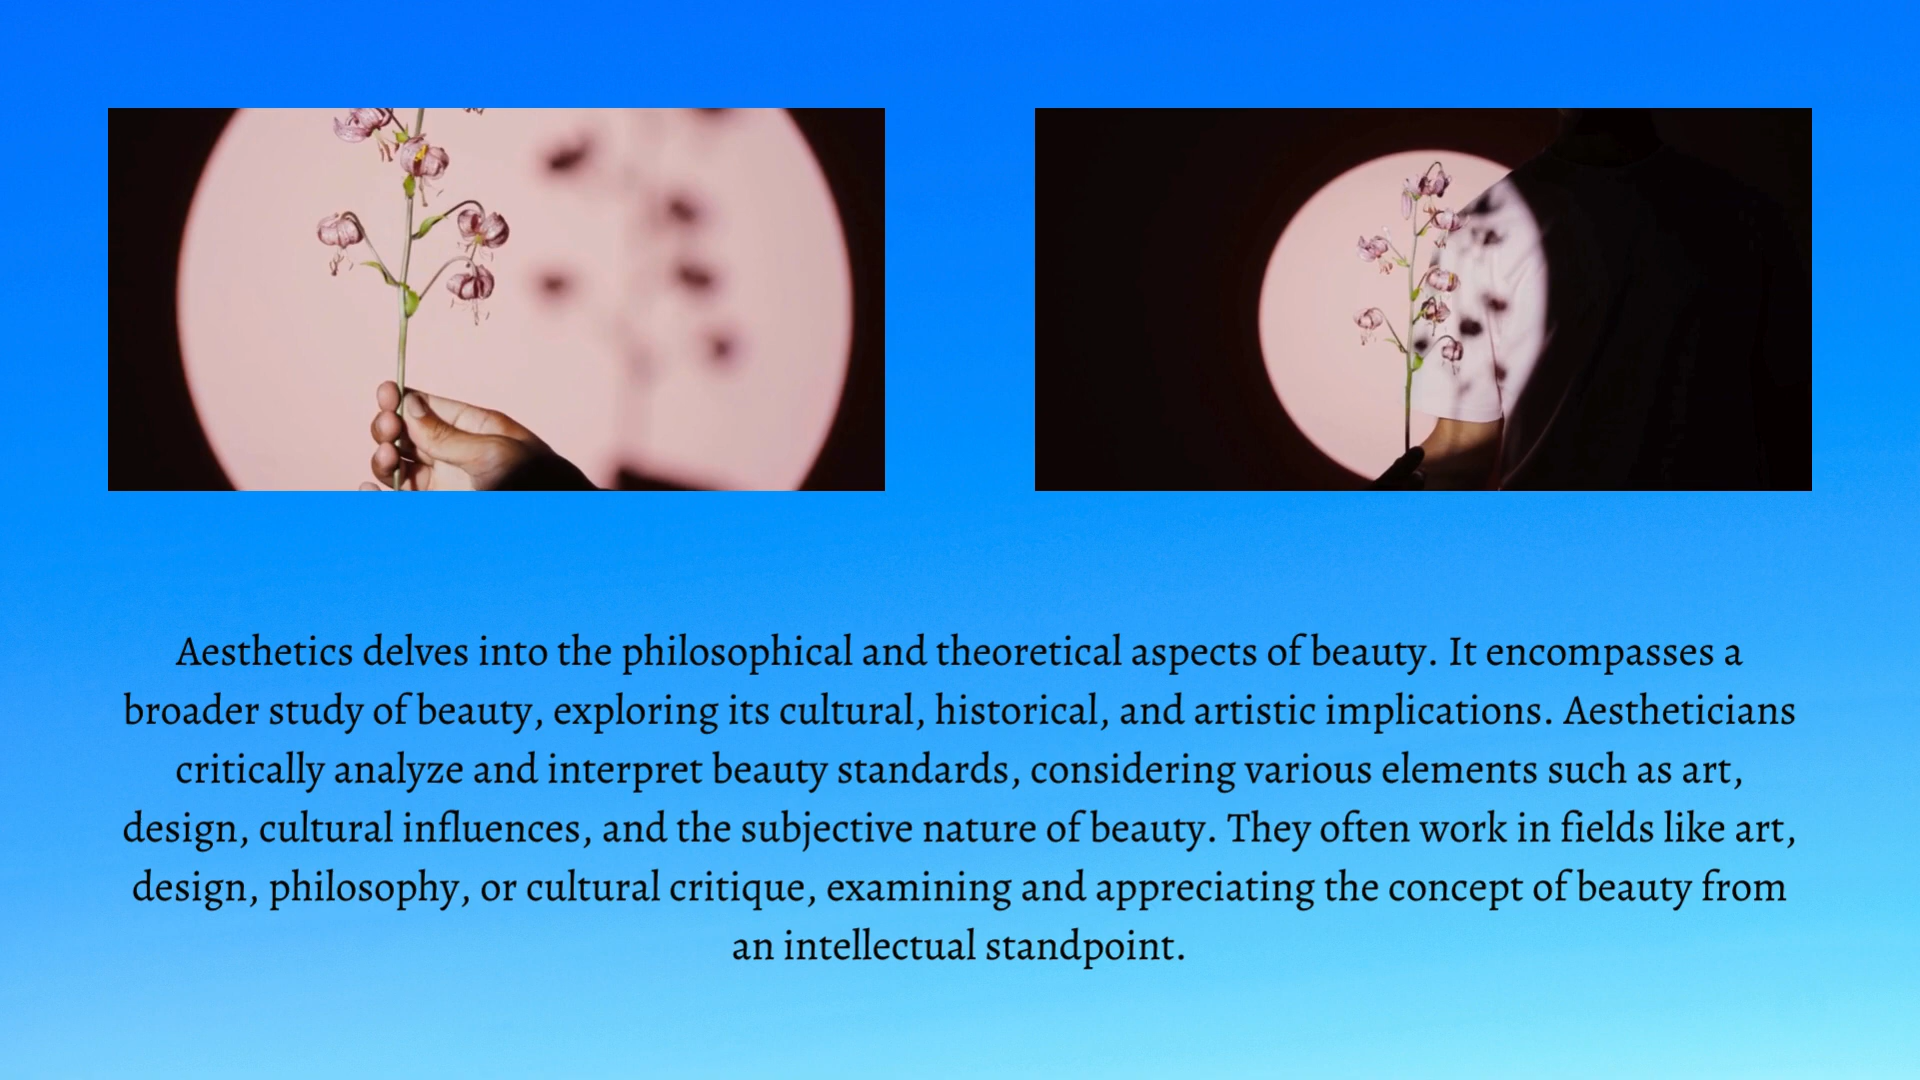 Aesthetics delves into the philosophical and theoretical aspects of beauty. It encompasses a
broader study of beauty, exploring its cultural, historical, and artistic implications. Aestheticians
critically analyze and interpret beauty standards, considering various elements such as art,
design, cultural influences, and the subjective nature of beauty. They often work in fields like art,
design, philosophy, or cultural critique, examining and appreciating the concept of beauty from
an intellectual standpoint.